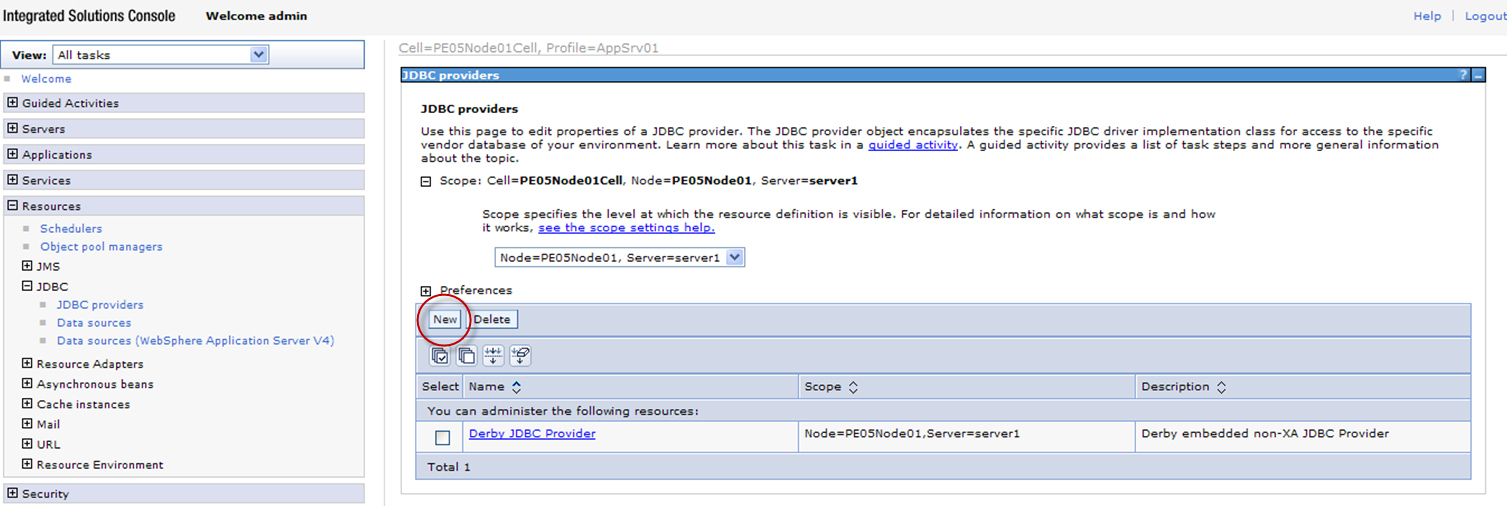 Integrated Solutions Console Welcome admin Help | Logout
View: All tasks
Cell=PE05Node01Cell, Profile=AppSrv01
Welcome
Guided Activities
Servers
Applications
Services
Resources
Schedulers
Object pool managers
JMS
JDBC
JDBC providers
Data sources
Data sources (WebSphere Application Server V4)
Resource Adapters
Asynchronous beans
Cache instances
Mail
URL
Resource Environment
Security
JDBC providers ? _
JDBC providers
Use this page to edit properties of a JDBC provider. The JDBC provider object encapsulates the specific JDBC driver implementation class for access to the specific
vendor database of your environment. Learn more about this task in a guided activity. A guided activity provides a list of task steps and more general information
about the topic.
Scope: Cell=PE05Node01Cell, Node=PE05Node01, Server=server1
Scope specifies the level at which the resource definition is visible. For detailed information on what scope is and how
it works, see the scope settings help.
Node=PE05Node01, Server=server1
Preferences
New Delete
Select Name Scope Description
You can administer the following resources:
Derby JDBC Provider Node=PE05Node01,Server=server1 Derby embedded non-XA JDBC Provider
Total 1